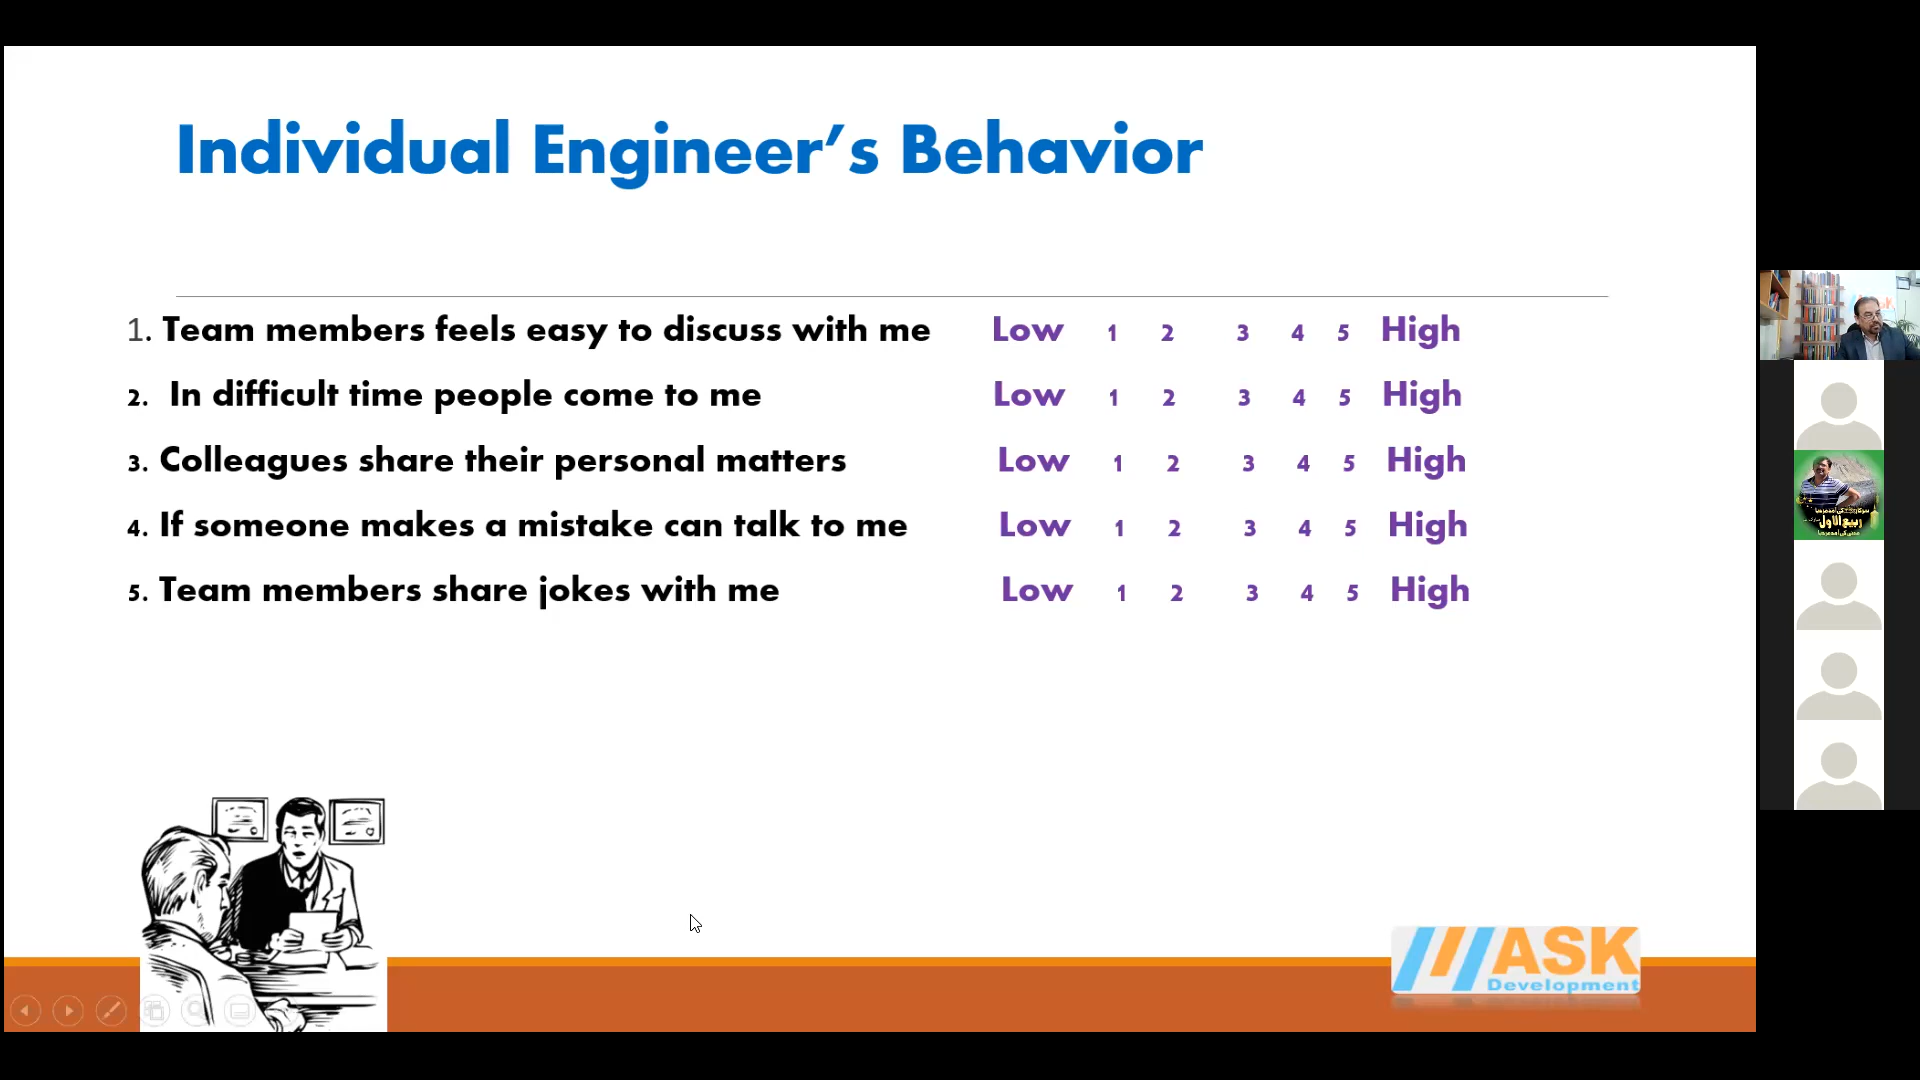 Individual Engineer’s Behavior
1. Team members feels easy to discuss with me Low 1 2 3 4 5 High
2. In difficult time people come to me Low 1 2 3 4 5 High
3. Colleagues share their personal matters Low 1 2 3 4 5 High
4. If someone makes a mistake can talk to me Low 1 2 3 4 5 High
5. Team members share jokes with me Low 1 2 3 4 5 High
ASK
Development
ربیع الاول